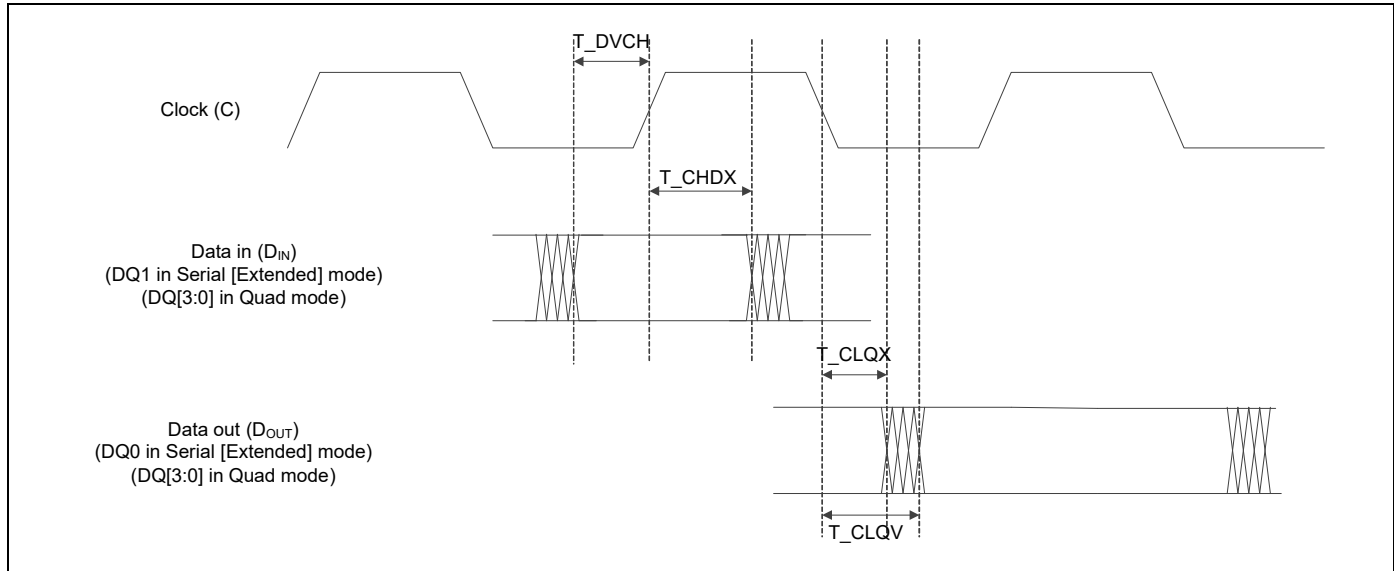 T_DVCH
Clock (C)
T_CHDX
Data in (DIN)
(DQ1 in Serial [Extended] mode)
(DQ[3:0] in Quad mode)
T_CLQX
Data out (DOUT)
(DQ0 in Serial [Extended] mode)
(DQ[3:0] in Quad mode)
T_CLQV